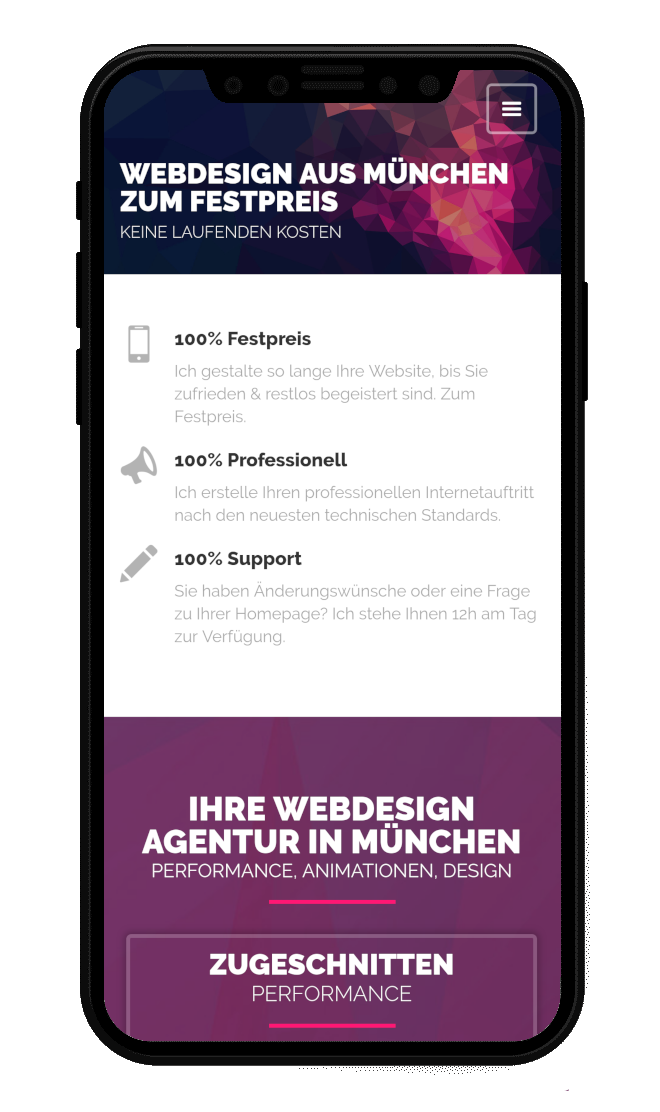 WEBDESIGN AUS MÜNCHEN
ZUM FESTPREIS
KEINE LAUFENDEN KOSTEN
100% Festpreis
Ich gestalte so lange Ihre Website, bis Sie
zufrieden & restlos begeistert sind. Zum
Festpreis.
100% Professionell
Ich erstelle Ihren professionellen Internetauftritt
nach den neuesten technischen Standards.
100% Support
Sie haben Änderungswünsche oder eine Frage
zu Ihrer Homepage? Ich stehe Ihnen 12h am Tag
zur Verfügung.
IHRE WEBDESIGN
AGENTUR IN MÜNCHEN
PERFORMANCE, ANIMATIONEN, DESIGN
ZUGESCHNITTEN
PERFORMANCE